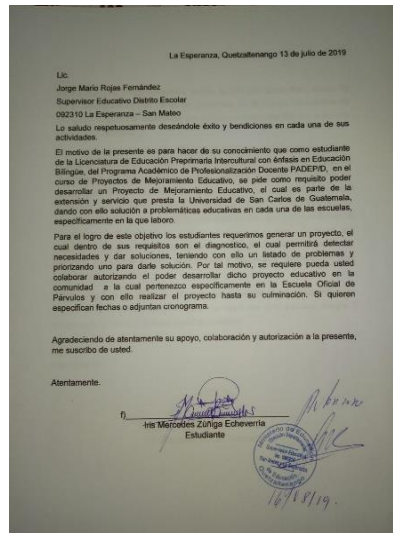 La Esperanza, Quetzaltenango 13 de julio de 2019
Lic.
Jorge Mario Rojas Fernández
Supervisor Educativo Distrito Escolar
092310 La Esperanza – San Mateo
Lo saludo respetuosamente deseándole éxito y bendiciones en cada una de sus
actividades.
El motivo de la presente es para hacer de su conocimiento que como estudiante
de la Licenciatura de Educación Preprimaria Intercultural con énfasis en Educación
Bilingüe, del Programa Académico de Profesionalización Docente PADEP/D, en el
curso de Proyectos de Mejoramiento Educativo, se pide como requisito poder
desarrollar un Proyecto de Mejoramiento Educativo, el cual es parte de la
extensión y servicio que presta la Universidad de San Carlos de Guatemala,
dando con ello solución a problemáticas educativas en cada una de las escuelas,
específicamente en la que laboro.
Para el logro de este objetivo los estudiantes requerimos generar un proyecto, el
cual dentro de sus requisitos son el diagnostico, el cual permitirá detectar
necesidades y dar soluciones, teniendo con ello un listado de problemas y
priorizando uno para darle solución. Por tal motivo, se requiere pueda usted
colaborar autorizando el poder desarrollar dicho proyecto educativo en la
comunidad a la cual pertenezco específicamente en la Escuela Oficial de
Párvulos y con ello realizar el proyecto hasta su culminación. Si quieren
especifican fechas o adjuntan cronograma.
Agradeciendo de atentamente su apoyo, colaboración y autorización a la presente,
me suscribo de usted.
Atentamente.
f)
Iris Mercedes Zúñiga Echeverría
Estudiante
Ministerio de Educación
Quetzaltenango
16/08/19.